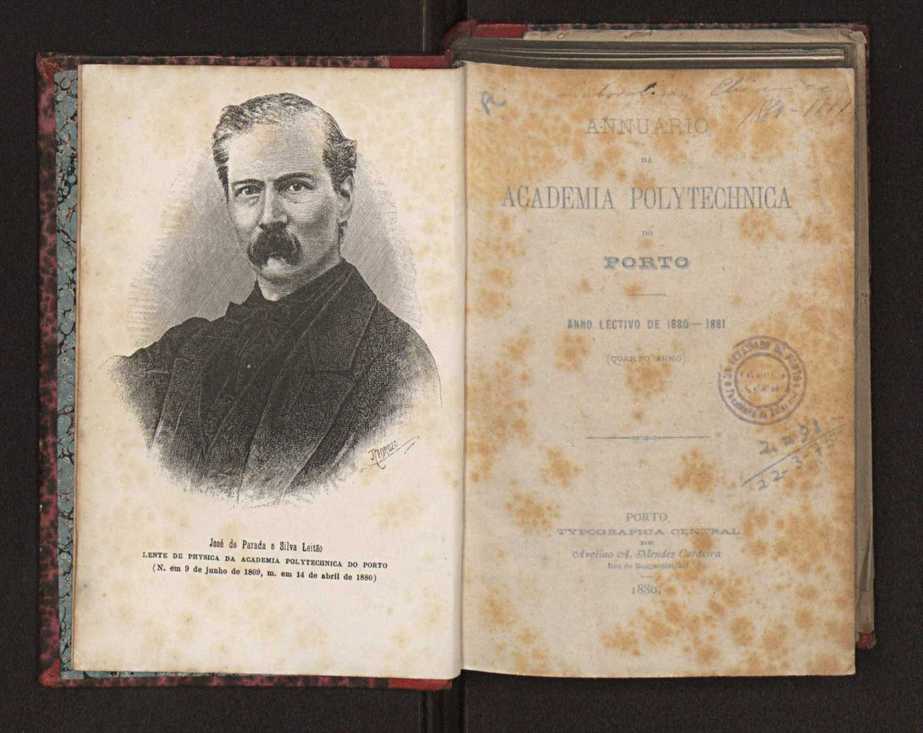 José de Parada e Silva Leitão
LENTE DE PHYSICA DA ACADEMIA POLYTECHNICA DO PORTO
(N. em 9 de junho de 1809, m. em 14 de abril de 1880)
ANNUARIO
DA
ACADEMIA POLYTECHNICA
DO
PORTO
ANNO LECTIVO DE 1880—1881
(QUARTO ANNO)
PORTO
TYPOGRAPHIA CENTRAL
DE
Avelino A. Mendes Cerdeira
1880